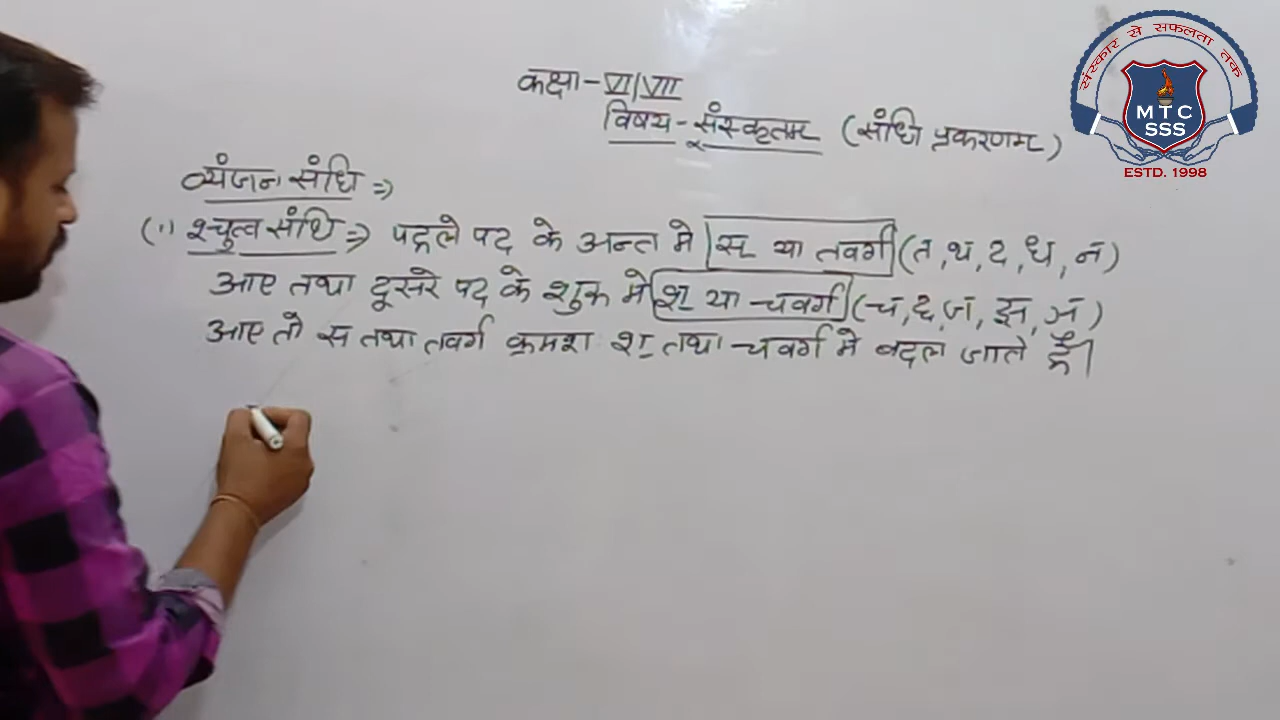 कक्षा - VI/VII
विषय - संस्कृतम् (संधि प्रकरणम्)
व्यंजन संधि ⇒
(1) श्चुत्व संधि ⇒ पहले पद के अन्त मे स् या तवर्ग (त, थ, द, ध, न)
आए तथा दूसरे पद के शुरू मे श् या चवर्ग (च, छ, ज, झ, ञ)
आए तो स तथा तवर्ग क्रमश: श् तथा चवर्ग मे बदल जाते हैं।
संस्कार से सफलता तक
MTC
SSS
ESTD. 1998